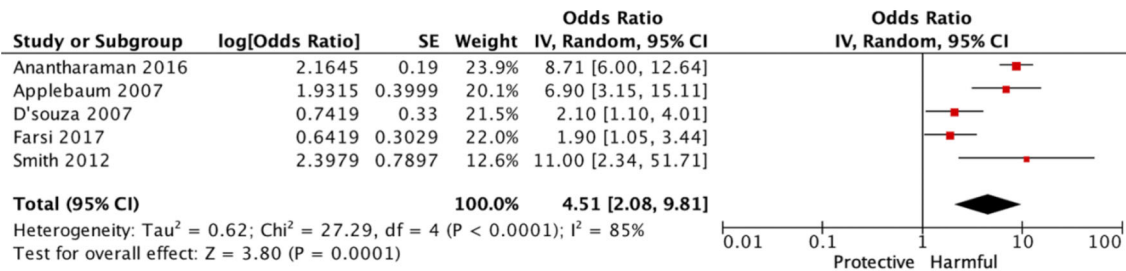 Odds Ratio Odds Ratio
Study or Subgroup log[Odds Ratio] SE Weight IV, Random, 95% CI IV, Random, 95% CI
Anantharaman 2016 2.1645 0.19 23.9% 8.71 [6.00, 12.64]
Applebaum 2007 1.9315 0.3999 20.1% 6.90 [3.15, 15.11]
D'souza 2007 0.7419 0.33 21.5% 2.10 [1.10, 4.01]
Farsi 2017 0.6419 0.3029 22.0% 1.90 [1.05, 3.44]
Smith 2012 2.3979 0.7897 12.6% 11.00 [2.34, 51.71]
Total (95% CI) 100.0% 4.51 [2.08, 9.81]
Heterogeneity: Tau² = 0.62; Chi² = 27.29, df = 4 (P < 0.0001); I² = 85%
Test for overall effect: Z = 3.80 (P = 0.0001)
0.01 0.1 1 10 100
Protective Harmful